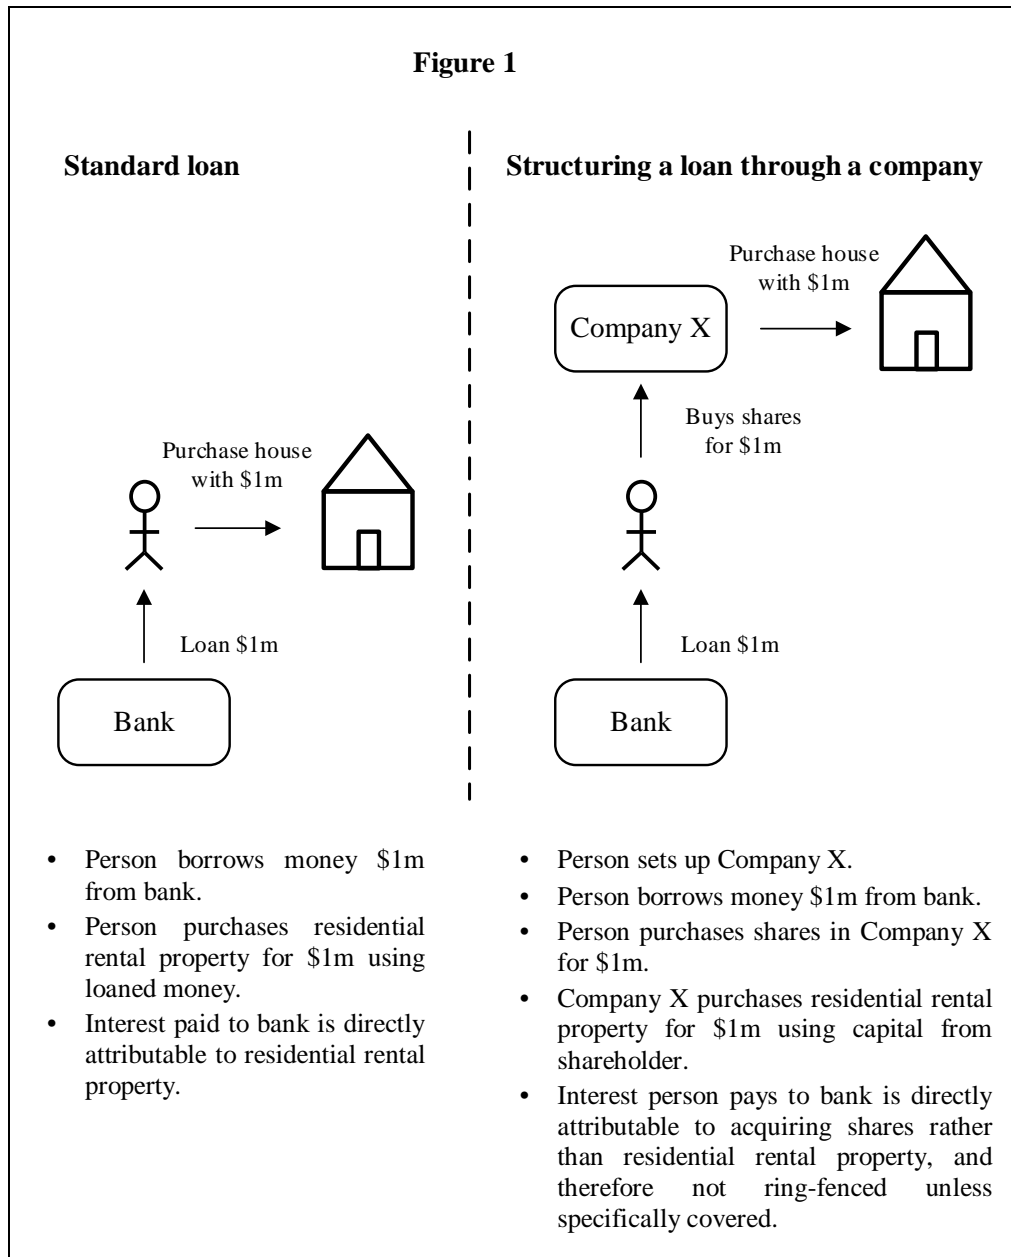 Figure 1
Standard loan
Purchase house
with $1m
Loan $1m
Bank
• Person borrows money $1m
from bank.
• Person purchases residential
rental property for $1m using
loaned money.
• Interest paid to bank is directly
attributable to residential rental
property.
Structuring a loan through a company
Purchase house
with $1m
Company X
Buys shares
for $1m
Loan $1m
Bank
• Person sets up Company X.
• Person borrows money $1m from bank.
• Person purchases shares in Company X
for $1m.
• Company X purchases residential rental
property for $1m using capital from
shareholder.
• Interest person pays to bank is directly
attributable to acquiring shares rather
than residential rental property, and
therefore not ring-fenced unless
specifically covered.